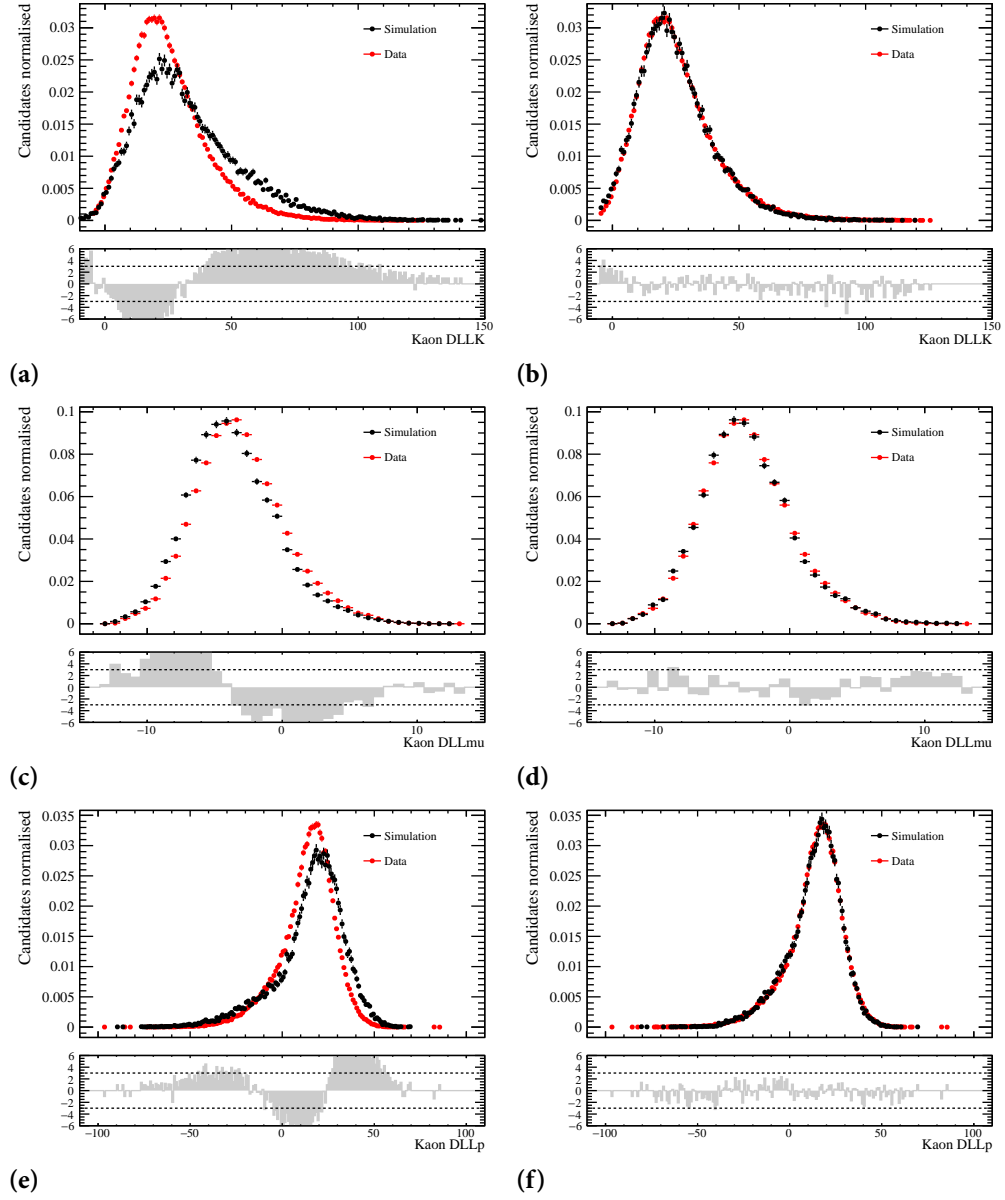 Candidates normalised
0.03
0.025
0.02
0.015
0.01
0.005
0
Simulation
Data
6
4
2
0
−2
−4
−6
0 50 100 150
Kaon DLLK
(a)
Candidates normalised
0.03
0.025
0.02
0.015
0.01
0.005
0
Simulation
Data
6
4
2
0
−2
−4
−6
0 50 100 150
Kaon DLLK
(b)
Candidates normalised
0.1
0.08
0.06
0.04
0.02
0
Simulation
Data
6
4
2
0
−2
−4
−6
−10 0 10
Kaon DLLmu
(c)
Candidates normalised
0.1
0.08
0.06
0.04
0.02
0
Simulation
Data
6
4
2
0
−2
−4
−6
−10 0 10
Kaon DLLmu
(d)
Candidates normalised
0.035
0.03
0.025
0.02
0.015
0.01
0.005
0
Simulation
Data
6
4
2
0
−2
−4
−6
−100 −50 0 50 100
Kaon DLLp
(e)
Candidates normalised
0.035
0.03
0.025
0.02
0.015
0.01
0.005
0
Simulation
Data
6
4
2
0
−2
−4
−6
−100 −50 0 50 100
Kaon DLLp
(f)